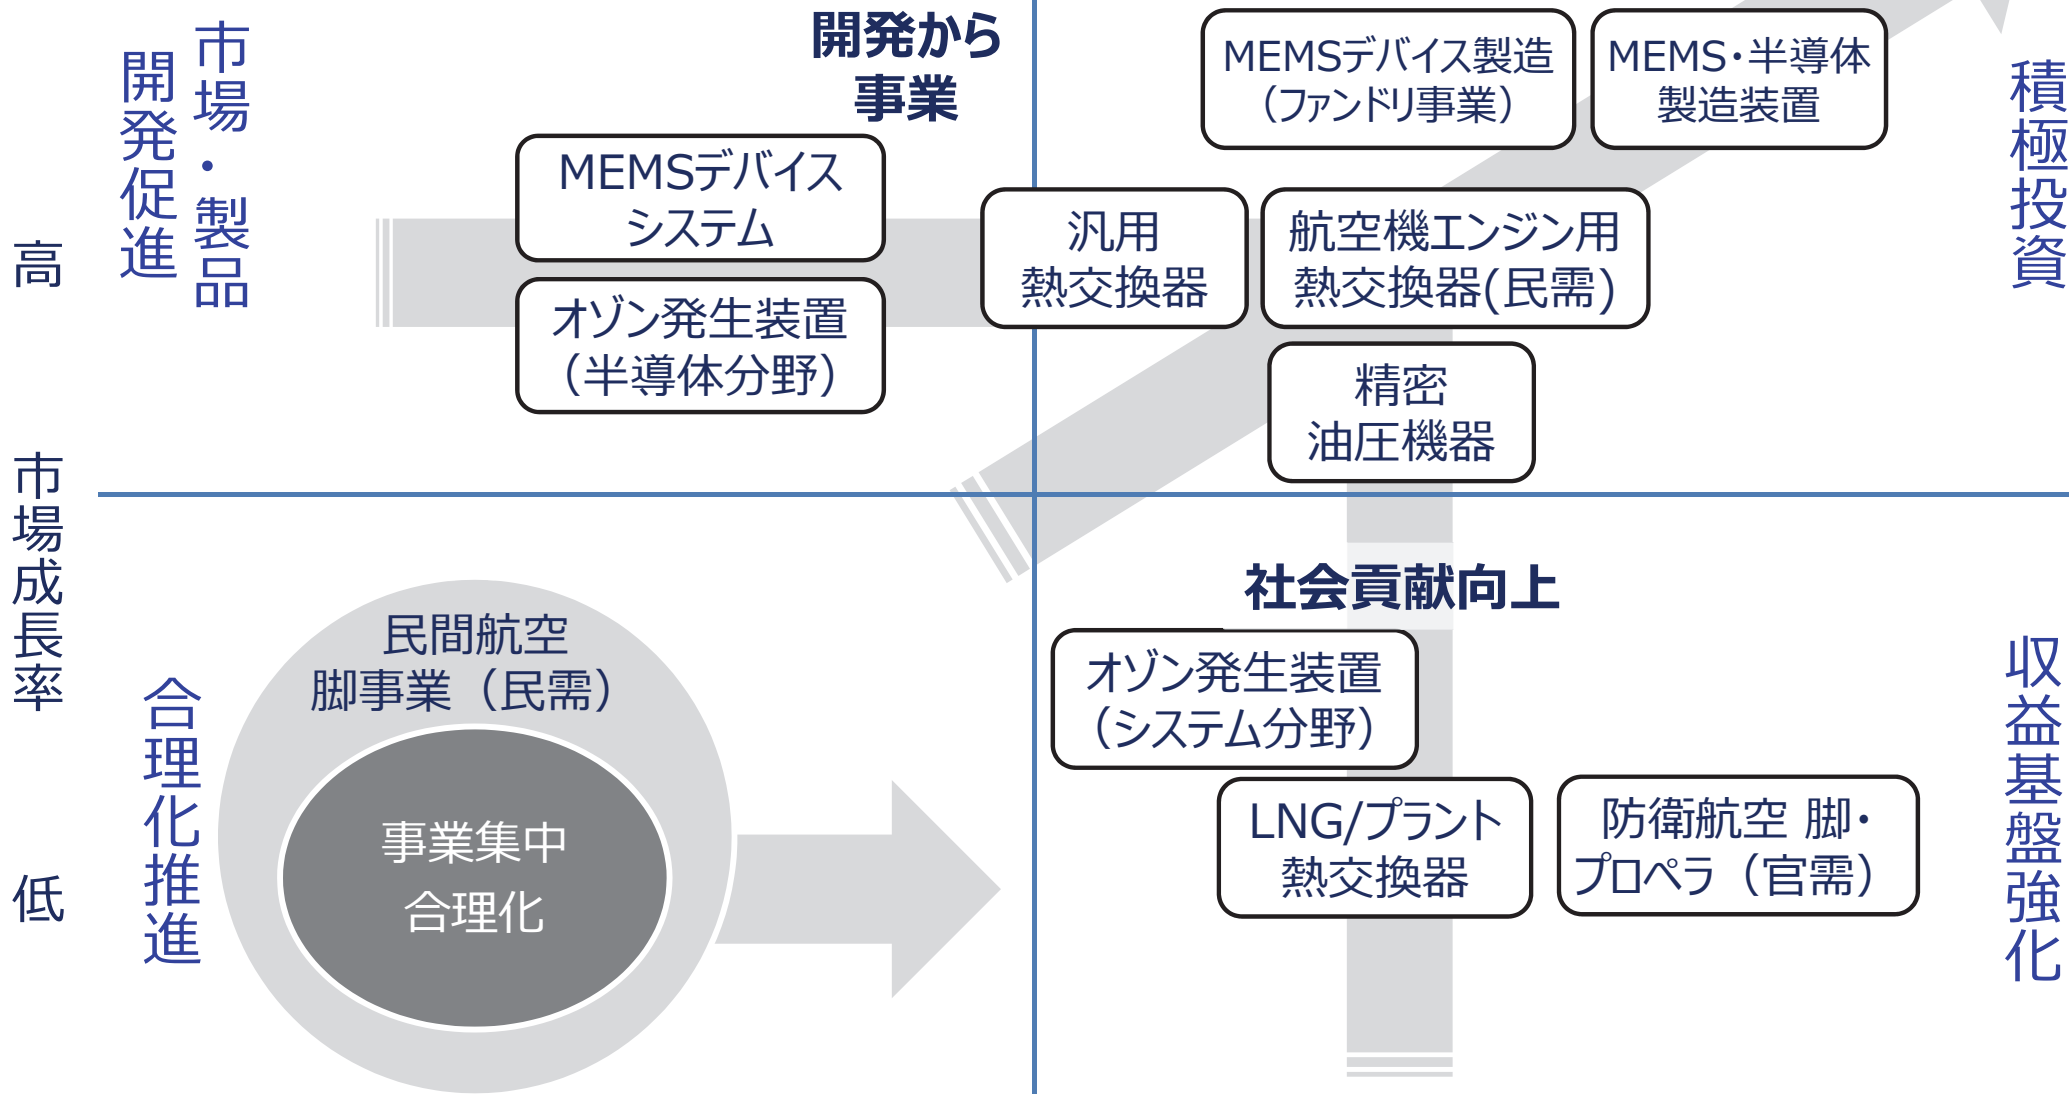 高
市場成長率
低
市場・製品
開発促進
開発から
事業
MEMSデバイス
システム
オゾン発生装置
（半導体分野）
MEMSデバイス製造
（ファンドリ事業）
MEMS・半導体
製造装置
汎用
熱交換器
航空機エンジン用
熱交換器(民需)
精密
油圧機器
積極投資
合理化推進
民間航空
脚事業（民需）
事業集中
合理化
社会貢献向上
オゾン発生装置
（システム分野）
LNG/プラント
熱交換器
防衛航空 脚・
プロペラ（官需）
収益基盤強化